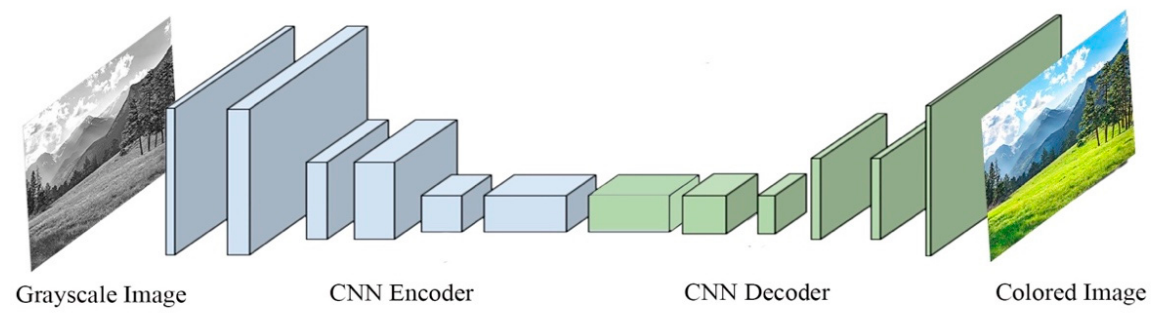 Grayscale Image
CNN Encoder
CNN Decoder
Colored Image